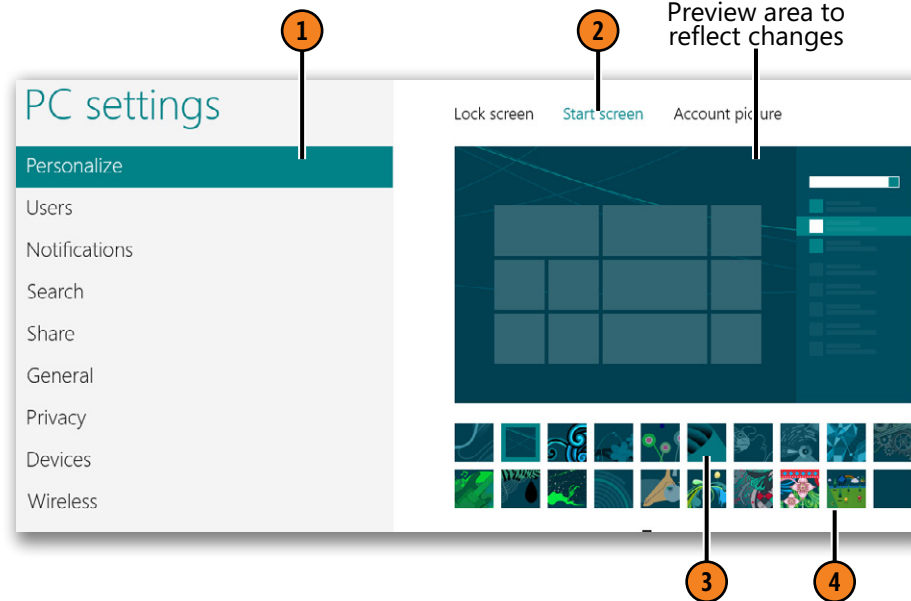 1
2
Preview area to
reflect changes
PC settings
Lock screen Start screen Account picture
Personalize
Users
Notifications
Search
Share
General
Privacy
Devices
Wireless
3
4